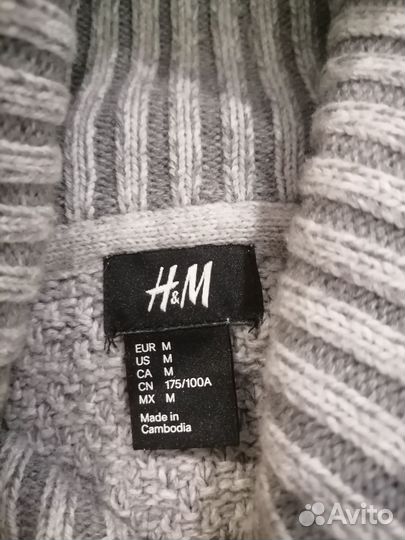 H&M
EUR M
US M
CA M
CN 175/100A
MX M
Made in
Cambodia
Avito